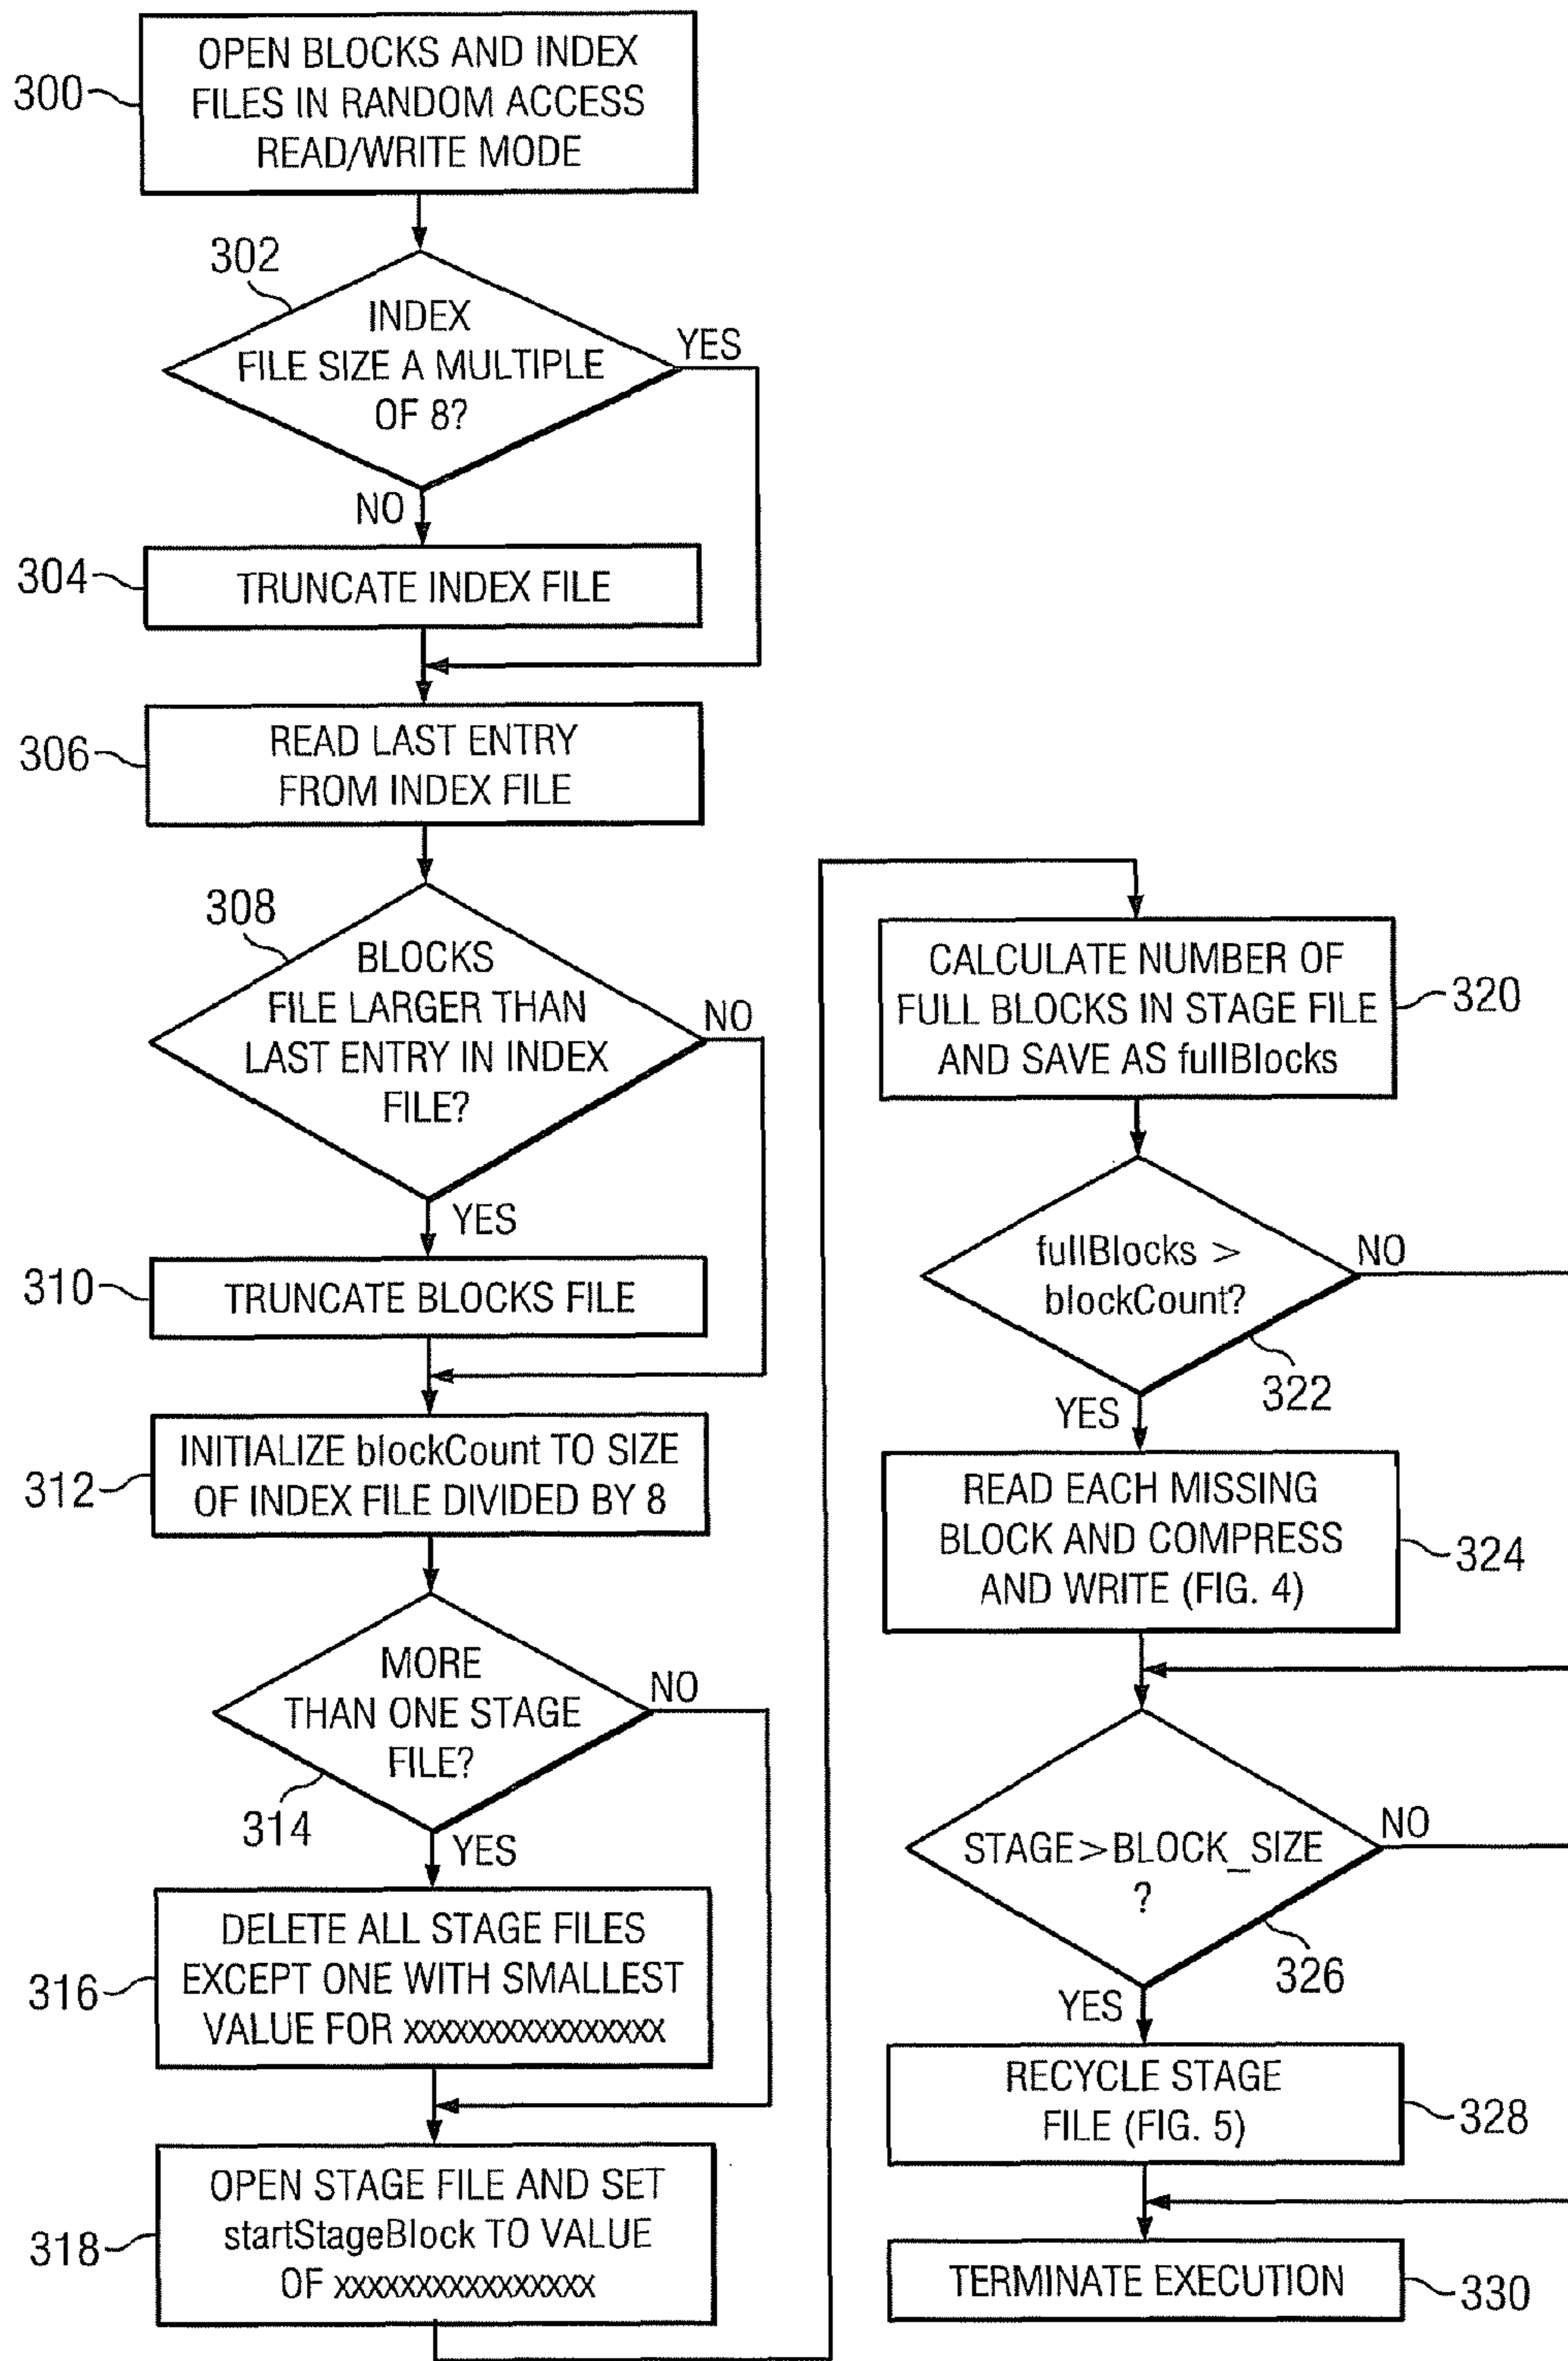 300
OPEN BLOCKS AND INDEX
FILES IN RANDOM ACCESS
READ/WRITE MODE
302
INDEX
FILE SIZE A MULTIPLE
OF 8?
YES
NO
304
TRUNCATE INDEX FILE
306
READ LAST ENTRY
FROM INDEX FILE
308
BLOCKS
FILE LARGER THAN
LAST ENTRY IN INDEX
FILE?
NO
YES
310
TRUNCATE BLOCKS FILE
312
INITIALIZE blockCount TO SIZE
OF INDEX FILE DIVIDED BY 8
MORE
THAN ONE STAGE
FILE?
NO
314
YES
316
DELETE ALL STAGE FILES
EXCEPT ONE WITH SMALLEST
VALUE FOR xxxxxxxxxxxxxxxx
318
OPEN STAGE FILE AND SET
startStageBlock TO VALUE
OF xxxxxxxxxxxxxxxx
CALCULATE NUMBER OF
FULL BLOCKS IN STAGE FILE
AND SAVE AS fullBlocks
320
fullBlocks >
blockCount?
NO
322
YES
READ EACH MISSING
BLOCK AND COMPRESS
AND WRITE (FIG. 4)
324
STAGE>BLOCK_SIZE
?
NO
326
YES
RECYCLE STAGE
FILE (FIG. 5)
328
TERMINATE EXECUTION
330